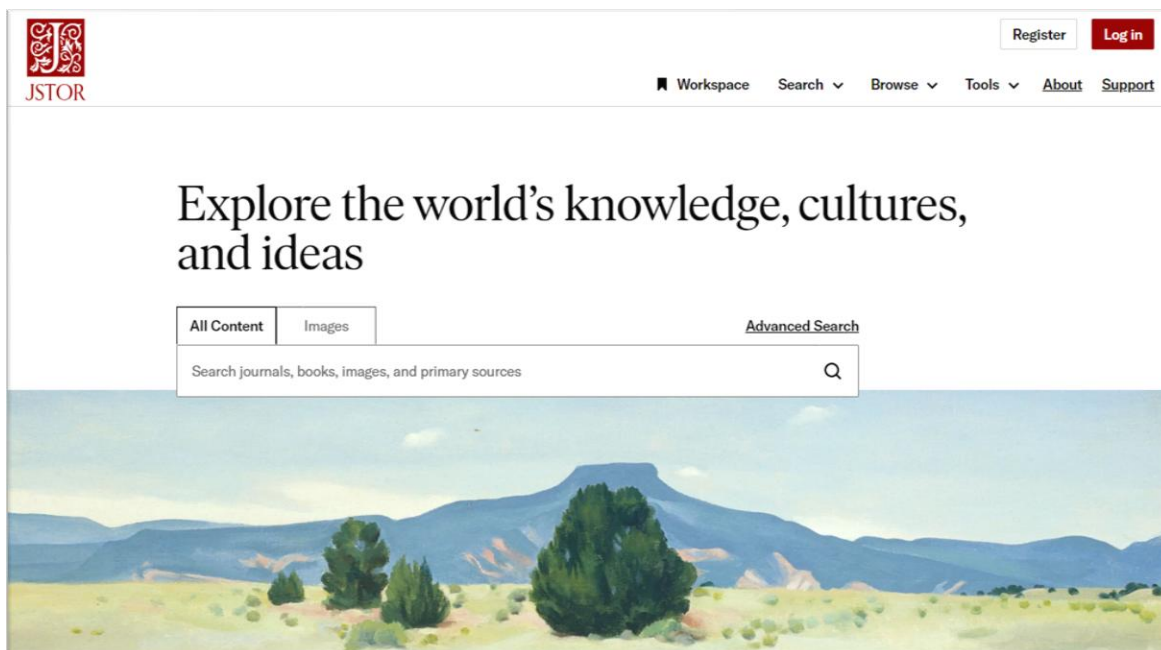 Register
Log in
JSTOR
Workspace
Search
Browse
Tools
About
Support
Explore the world's knowledge, cultures,
and ideas
All Content
Images
Advanced Search
Search journals, books, images, and primary sources